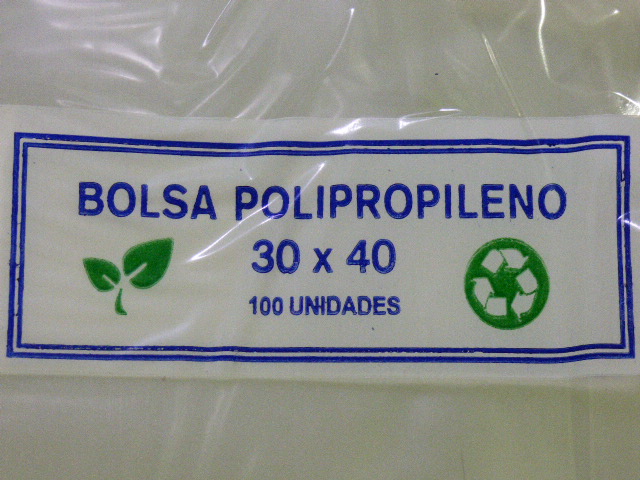 BOLSA POLIPROPILENO
30 x 40
100 UNIDADES